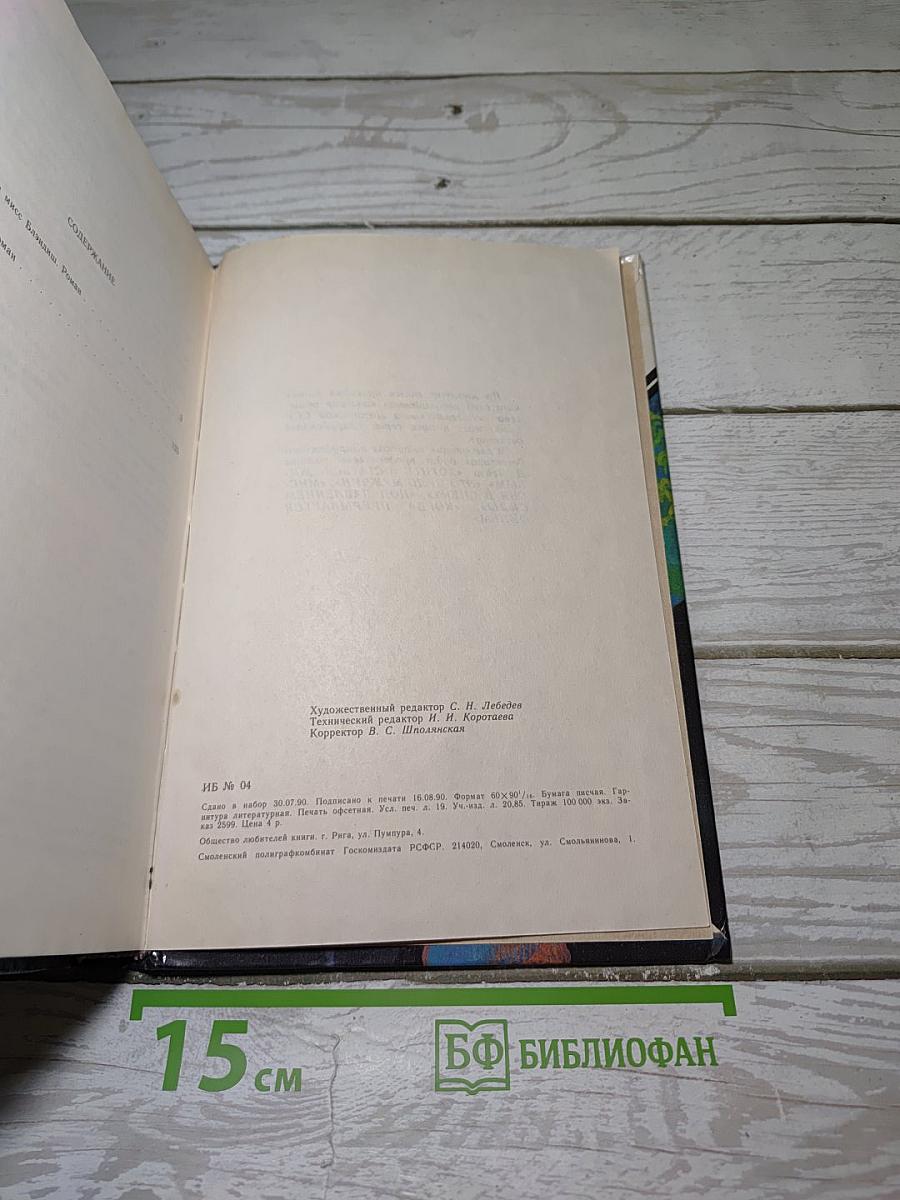 СОДЕРЖАНИЕ
мисс Блэндиш. Роман
Художественный редактор С. Н. Лебедев
Технический редактор И. И. Коротаева
Корректор В. С. Шполянская
ИБ № 04
Сдано в набор 30.07.90. Подписано к печати 16.08.90. Формат 60×90¹/₁₆. Бумага писчая. Гар-
нитура литературная. Печать офсетная. Усл. печ. л. 19. Уч.-изд. л. 20,85. Тираж 100 000 экз. За-
каз 2599. Цена 4 р.
Общество любителей книги. г. Рига, ул. Пумпура, 4.
Смоленский полиграфкомбинат Госкомиздата РСФСР. 214020, Смоленск, ул. Смольянинова, 1.
15 см
БФ БИБЛИОФАН